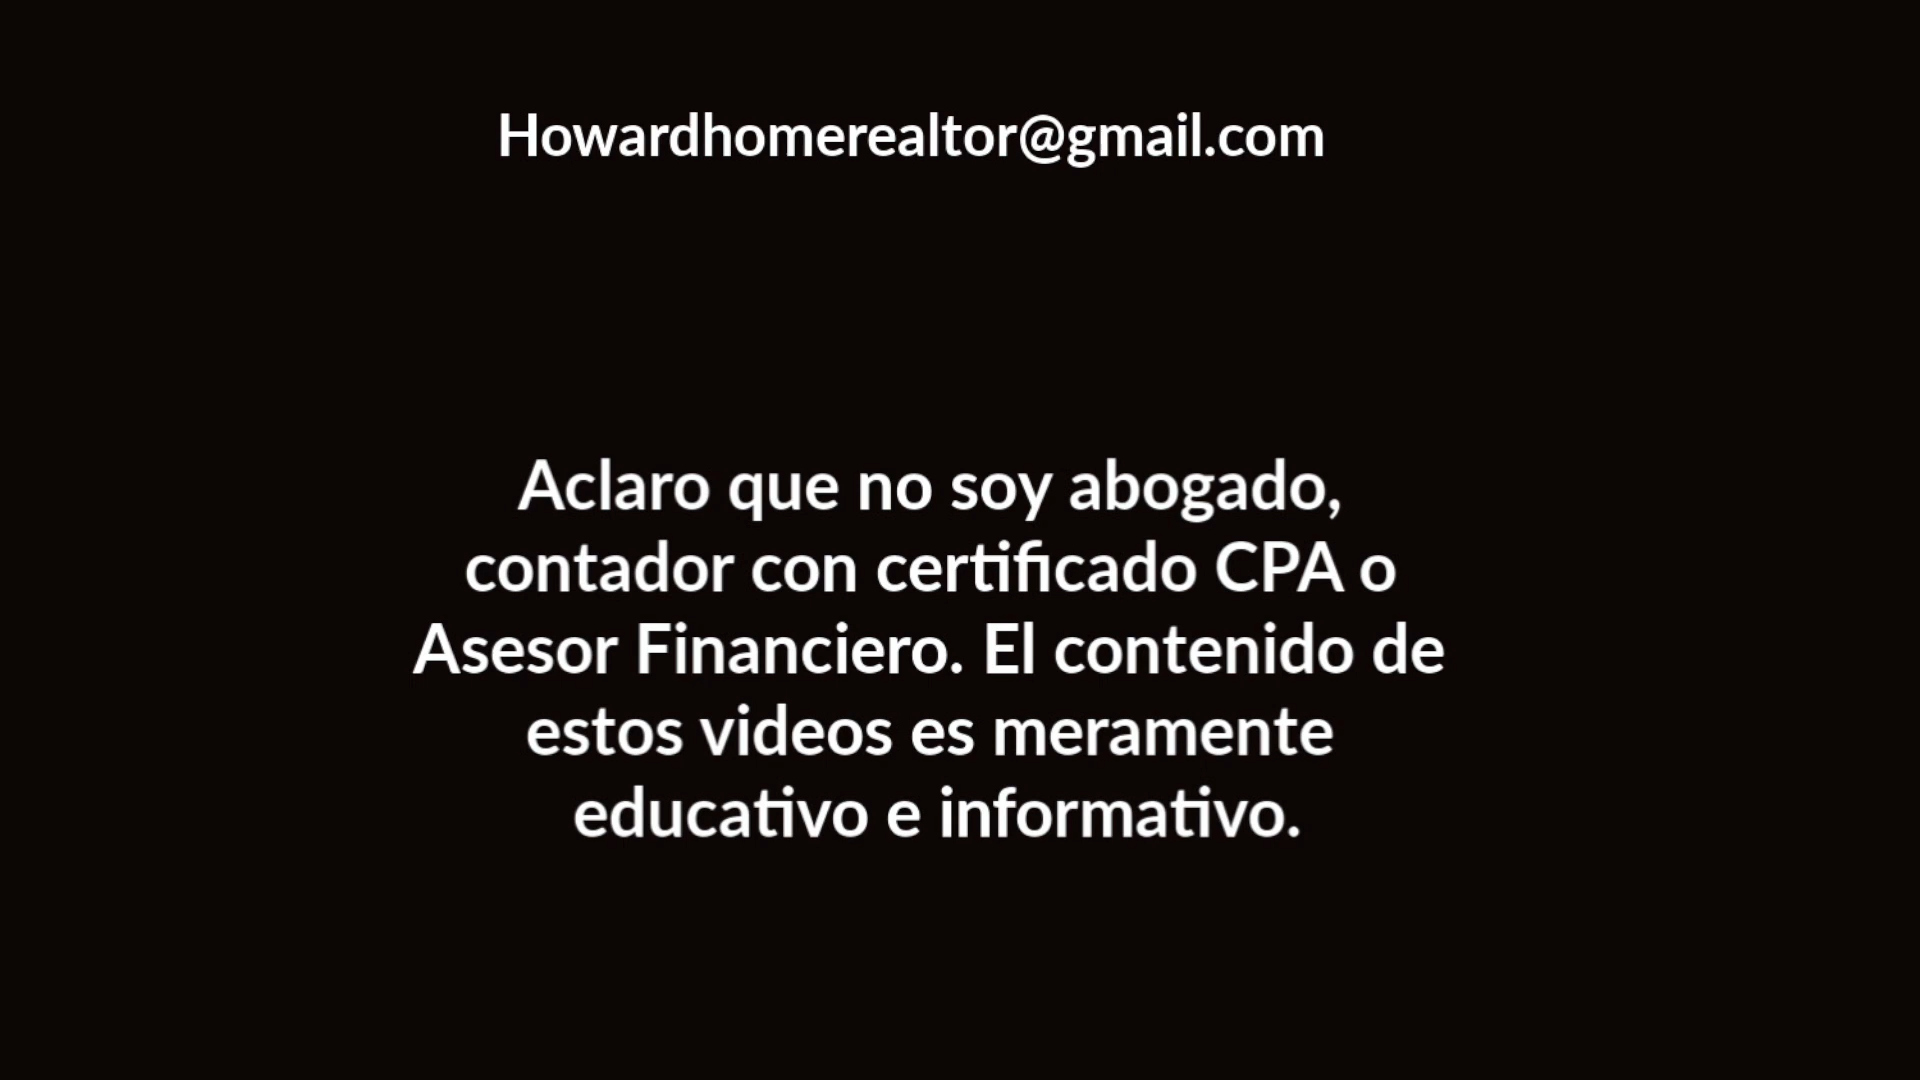 Howardhomerealtor@gmail.com
Aclaro que no soy abogado,
contador con certificado CPA o
Asesor Financiero. El contenido de
estos videos es meramente
educativo e informativo.